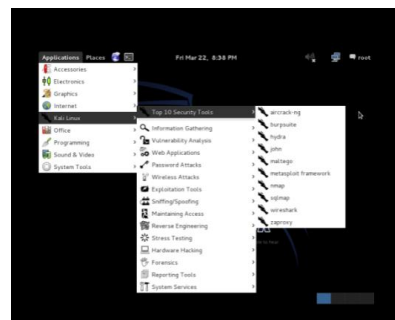 Applications Places Fri Mar 22, 8:38 PM root
Accessories
Electronics
Graphics
Internet
Kali Linux
Office
Programming
Sound & Video
System Tools
Top 10 Security Tools
Information Gathering
Vulnerability Analysis
Web Applications
Password Attacks
Wireless Attacks
Exploitation Tools
Sniffing/Spoofing
Maintaining Access
Reverse Engineering
Stress Testing
Hardware Hacking
Forensics
Reporting Tools
System Services
aircrack-ng
burpsuite
hydra
john
maltego
metasploit framework
nmap
sqlmap
wireshark
zaproxy